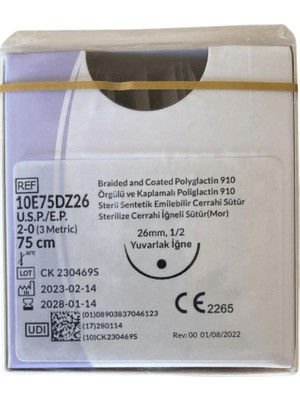 REF
10E75DZ26
U.S.P./E.P.
2-0 (3 Metric)
75 cm
30°C
LOT CK 230469S
2023-02-14
2028-01-14
UDI
(01)08903837046123
(17)280114
(10)CK230469S
Braided and Coated Polyglactin 910
Örgülü ve Kaplamalı Poliglactin 910
Steril Sentetik Emilebilir Cerrahi Sütür
Sterilize Cerrahi İğneli Sütür(Mor)
26mm, 1/2
Yuvarlak İğne
CE 2265
Rev: 00 01/08/2022